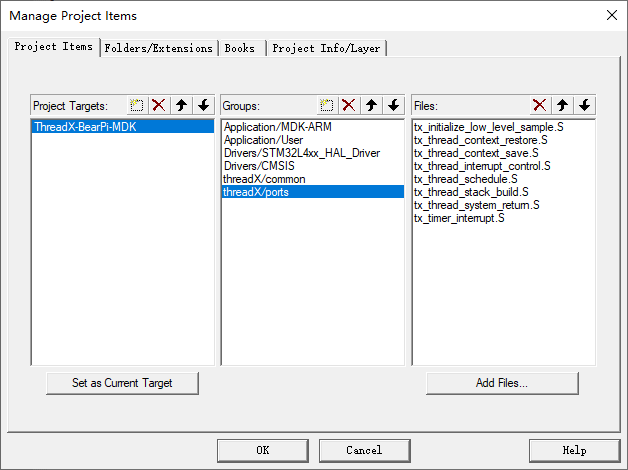 Manage Project Items
Project Items
Folders/Extensions
Books
Project Info/Layer
Project Targets:
ThreadX-BearPi-MDK
Set as Current Target
Groups:
Application/MDK-ARM
Application/User
Drivers/STM32L4xx_HAL_Driver
Drivers/CMSIS
threadX/common
threadX/ports
Files:
tx_initialize_low_level_sample.S
tx_thread_context_restore.S
tx_thread_context_save.S
tx_thread_interrupt_control.S
tx_thread_schedule.S
tx_thread_stack_build.S
tx_thread_system_return.S
tx_timer_interrupt.S
Add Files...
OK
Cancel
Help